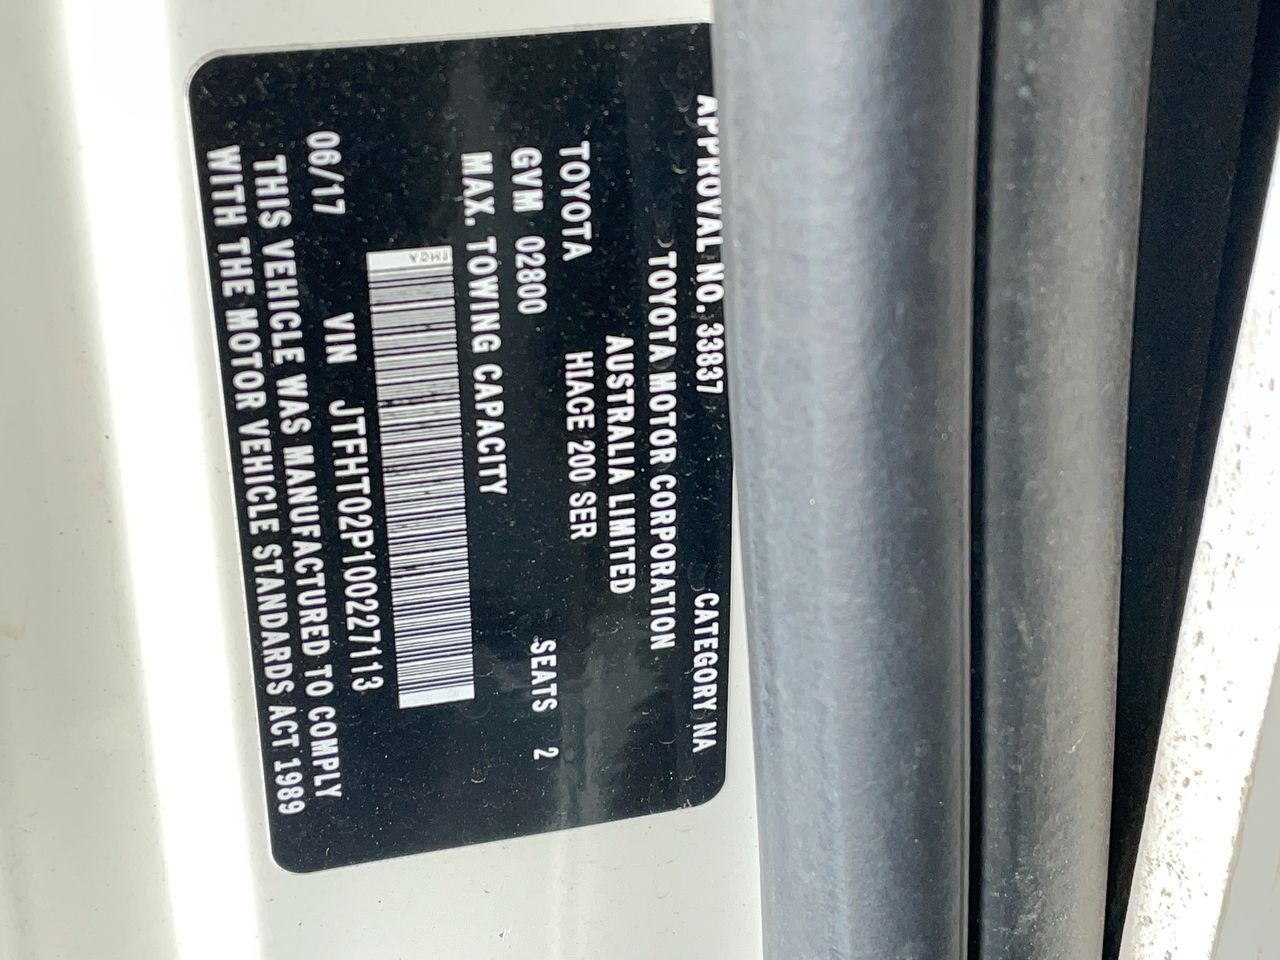 APPROVAL NO. 33837 CATEGORY NA
TOYOTA MOTOR CORPORATION
AUSTRALIA LIMITED
TOYOTA HIACE 200 SER
GVM 02800 SEATS 2
MAX. TOWING CAPACITY
06/17 VIN JTFHT02P100227113
THIS VEHICLE WAS MANUFACTURED TO COMPLY
WITH THE MOTOR VEHICLE STANDARDS ACT 1989